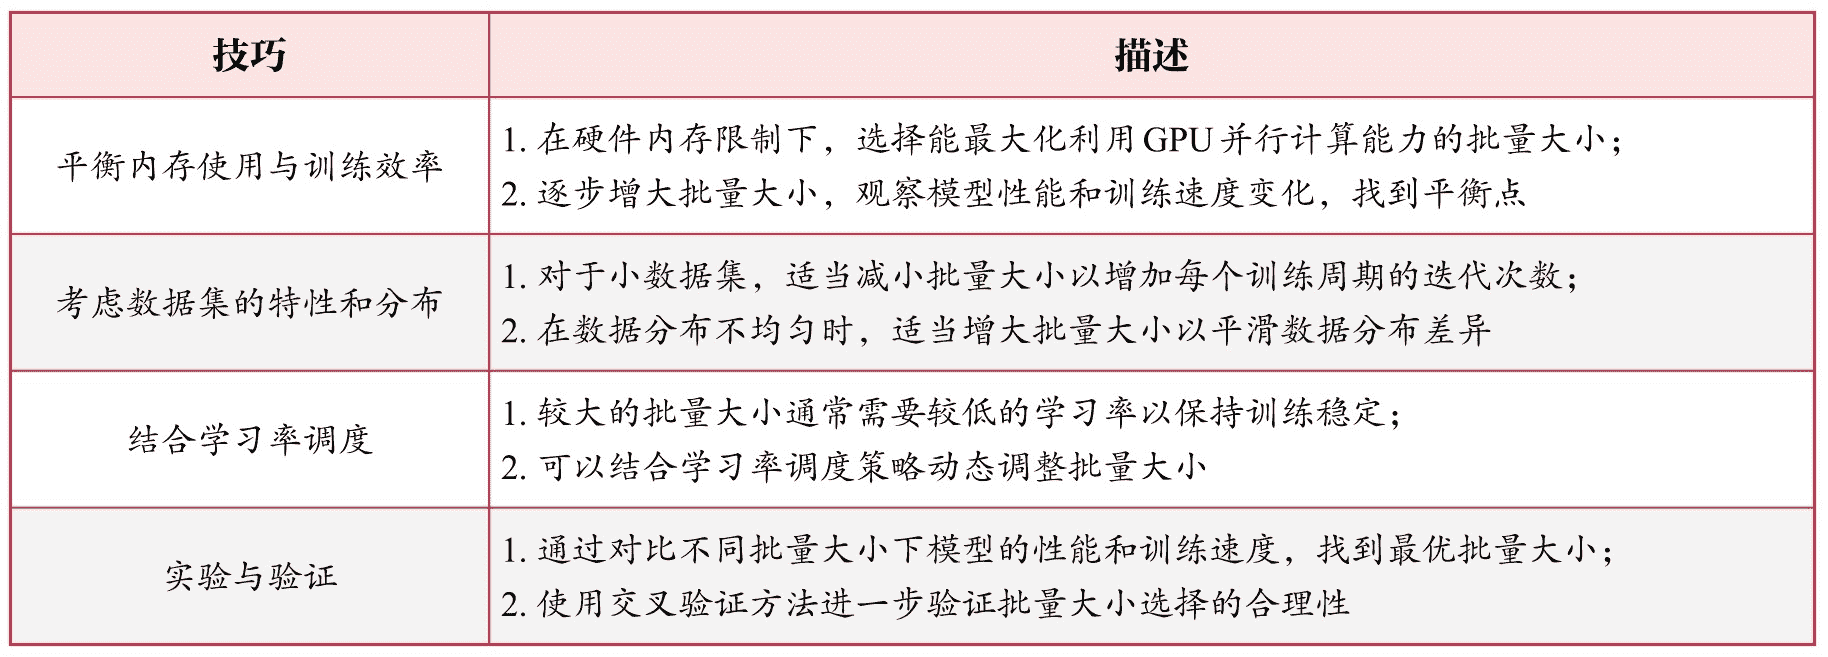 技巧
描述
平衡内存使用与训练效率
1. 在硬件内存限制下，选择能最大化利用GPU并行计算能力的批量大小；
2. 逐步增大批量大小，观察模型性能和训练速度变化，找到平衡点
考虑数据集的特性和分布
1. 对于小数据集，适当减小批量大小以增加每个训练周期的迭代次数；
2. 在数据分布不均匀时，适当增大批量大小以平滑数据分布差异
结合学习率调度
1. 较大的批量大小通常需要较低的学习率以保持训练稳定；
2. 可以结合学习率调度策略动态调整批量大小
实验与验证
1. 通过对比不同批量大小下模型的性能和训练速度，找到最优批量大小；
2. 使用交叉验证方法进一步验证批量大小选择的合理性